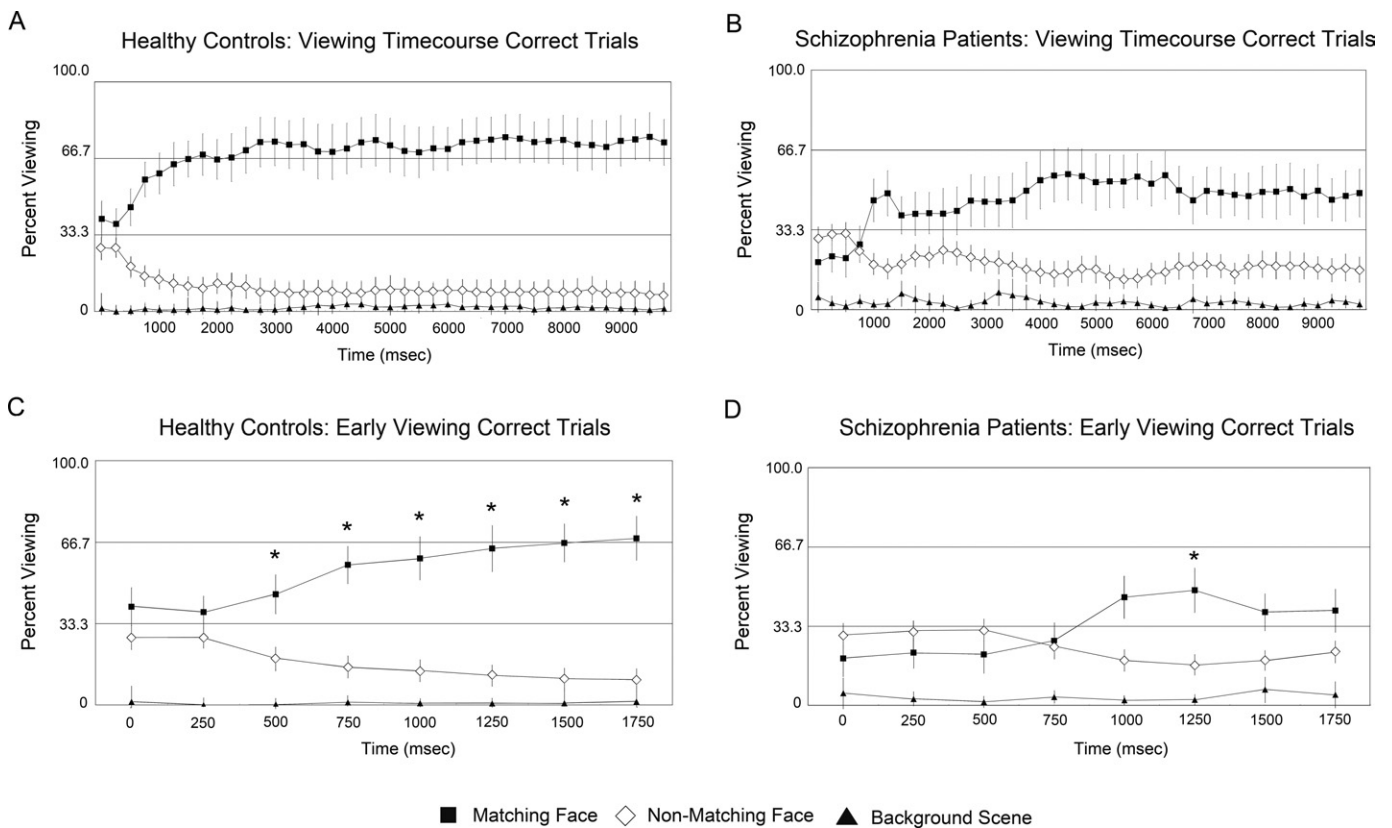 A
Healthy Controls: Viewing Timecourse Correct Trials
100.0
66.7
33.3
0
Percent Viewing
1000 2000 3000 4000 5000 6000 7000 8000 9000
Time (msec)
B
Schizophrenia Patients: Viewing Timecourse Correct Trials
100.0
66.7
33.3
0
Percent Viewing
1000 2000 3000 4000 5000 6000 7000 8000 9000
Time (msec)
C
Healthy Controls: Early Viewing Correct Trials
100.0
66.7
33.3
0
Percent Viewing
* * * * * *
0 250 500 750 1000 1250 1500 1750
Time (msec)
D
Schizophrenia Patients: Early Viewing Correct Trials
100.0
66.7
33.3
0
Percent Viewing
*
0 250 500 750 1000 1250 1500 1750
Time (msec)
Matching Face Non-Matching Face Background Scene